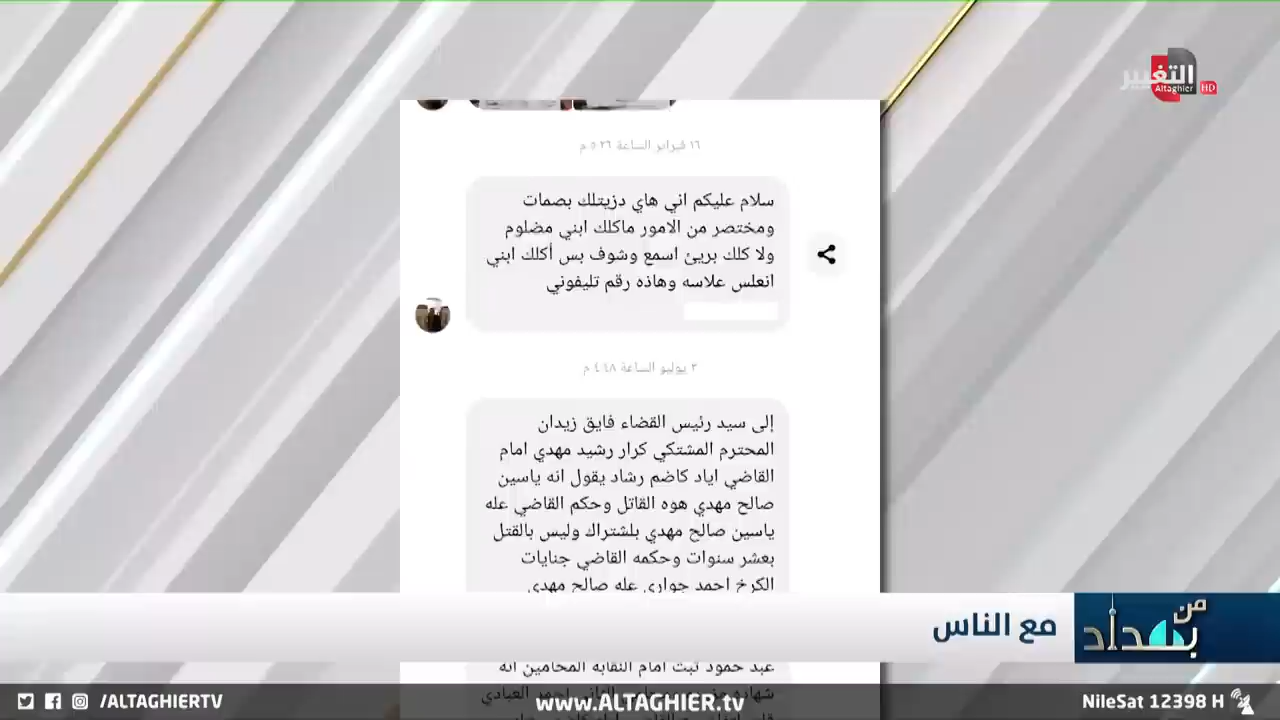 التغيير
Altaghier HD
١٦ فبراير الساعة ٥:٢٦ م
سلام عليكم اني هاي دزيتلك بصمات
ومختصر من الامور ماكلك ابني مضلوم
ولا كلك بريئ اسمع وشوف بس أكلك ابني
انعلس علاسه وهاذه رقم تليفوني
٣ يوليو الساعة ٤:٤٨ م
إلى سيد رئيس القضاء فايق زيدان
المحترم المشتكي كرار رشيد مهدي امام
القاضي اياد كاضم رشاد يقول انه ياسين
صالح مهدي هوه القاتل وحكم القاضي عله
ياسين صالح مهدي بلشتراك وليس بالقتل
بعشر سنوات وحكمه القاضي جنايات
الكرخ احمد جواري عله صالح مهدي
من بغداد
مع الناس
عبد حمود ثبت امام النقابه المحامين انه
العبادي
/ALTAGHIERTV
www.ALTAGHIER.tv
NileSat 12398 H